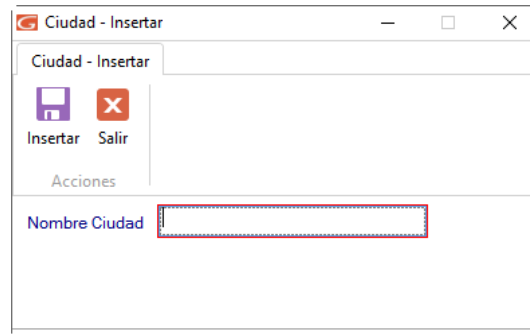 Ciudad - Insertar
Ciudad - Insertar
Insertar Salir
Acciones
Nombre Ciudad